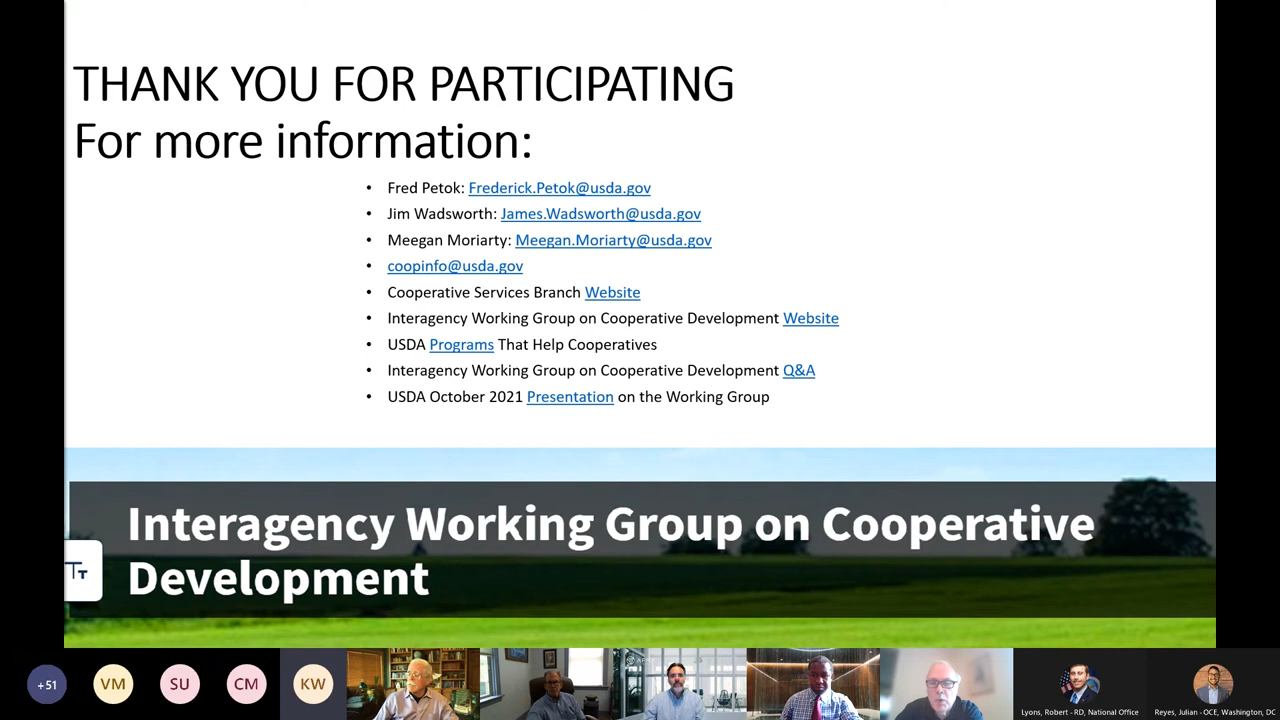 THANK YOU FOR PARTICIPATING
For more information:
• Fred Petok: Frederick.Petok@usda.gov
• Jim Wadsworth: James.Wadsworth@usda.gov
• Meegan Moriarty: Meegan.Moriarty@usda.gov
• coopinfo@usda.gov
• Cooperative Services Branch Website
• Interagency Working Group on Cooperative Development Website
• USDA Programs That Help Cooperatives
• Interagency Working Group on Cooperative Development Q&A
• USDA October 2021 Presentation on the Working Group
Interagency Working Group on Cooperative
Development
Tт
+51
VM
SU
CM
KW
Lyons, Robert - RD, National Office
Reyes, Julian - OCE, Washington, DC